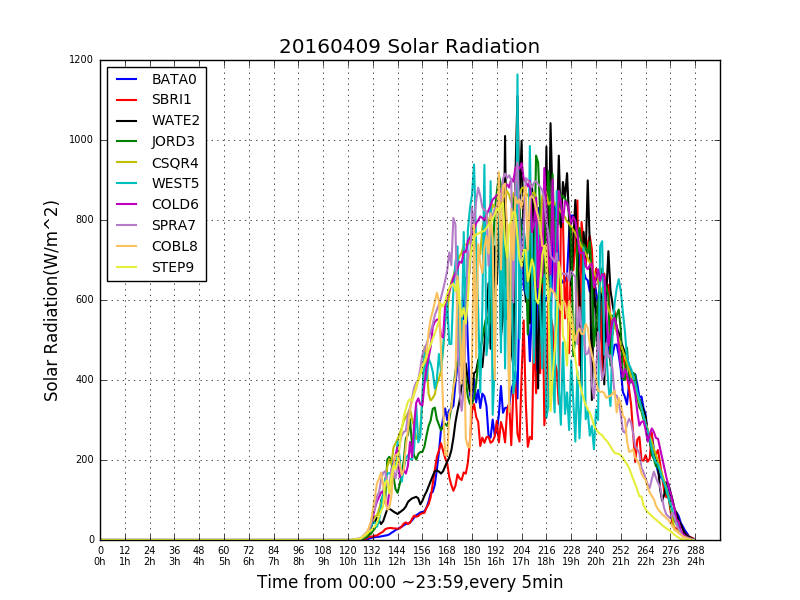 20160409 Solar Radiation
1200
1000
800
600
400
200
0
Solar Radiation(W/m^2)
BATA0
SBRI1
WATE2
JORD3
CSQR4
WEST5
COLD6
SPRA7
COBL8
STEP9
0 12 24 36 48 60 72 84 96 108 120 132 144 156 168 180 192 204 216 228 240 252 264 276 288
0h 1h 2h 3h 4h 5h 6h 7h 8h 9h 10h 11h 12h 13h 14h 15h 16h 17h 18h 19h 20h 21h 22h 23h 24h
Time from 00:00 ~23:59,every 5min